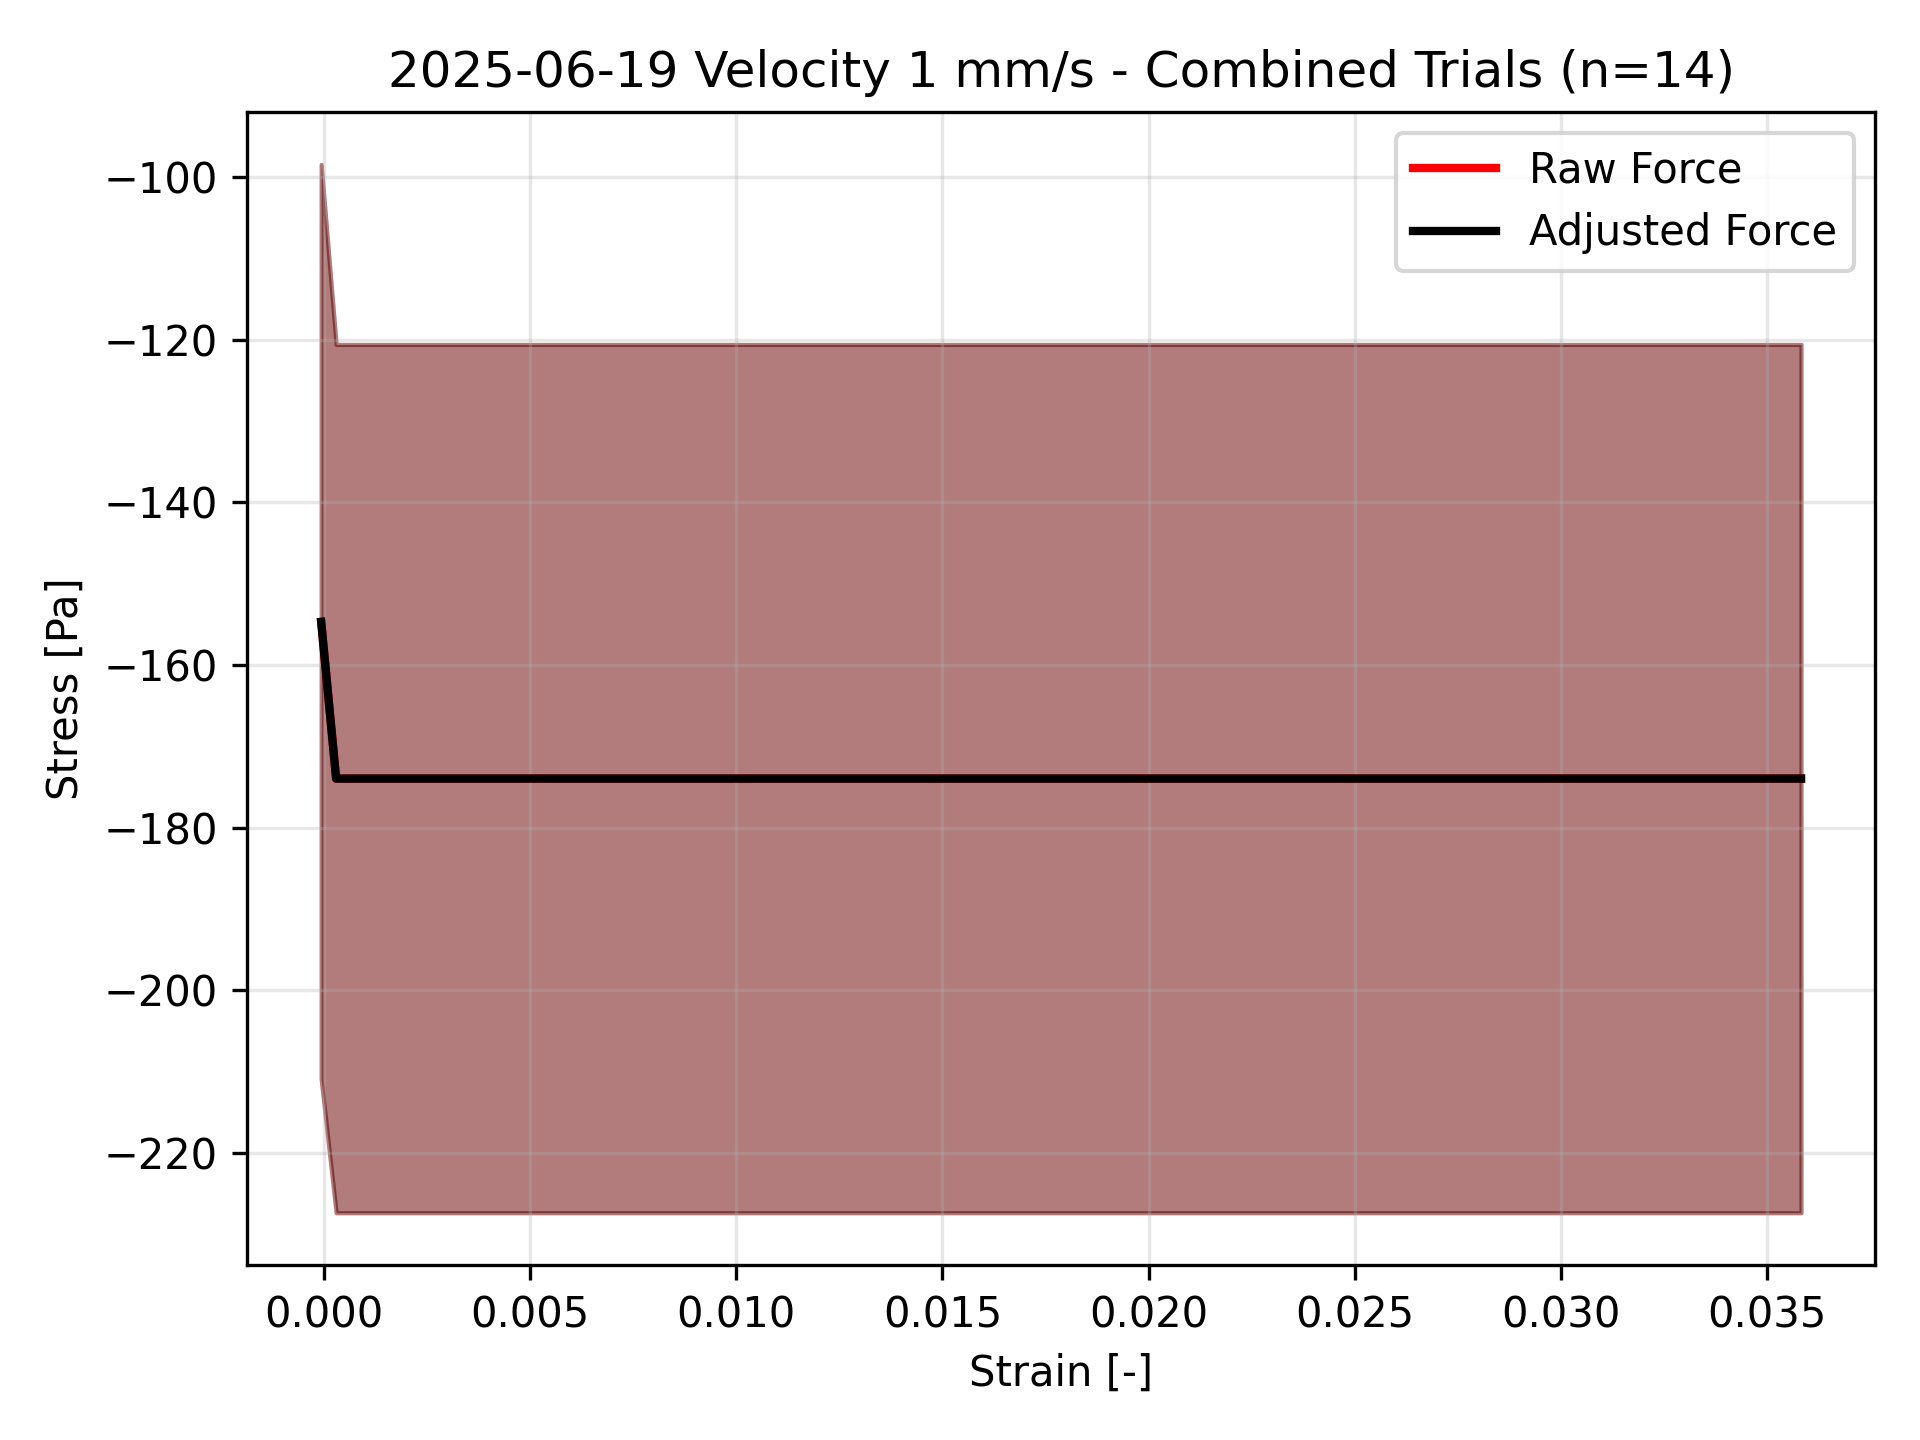 2025-06-19 Velocity 1 mm/s - Combined Trials (n=14)
Raw Force
Adjusted Force
−100
−120
−140
−160
−180
−200
−220
Stress [Pa]
0.000 0.005 0.010 0.015 0.020 0.025 0.030 0.035
Strain [-]